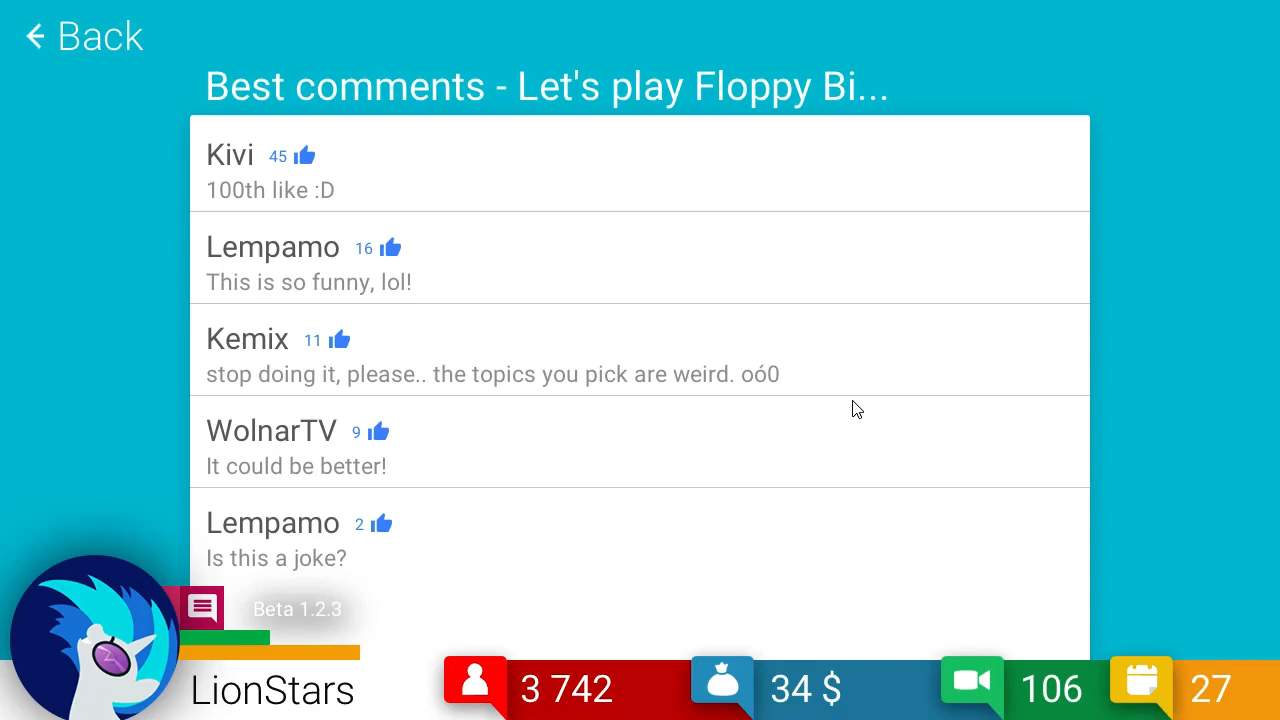 Back
Best comments - Let's play Floppy Bi...
Kivi 45
100th like :D
Lempamo 16
This is so funny, lol!
Kemix 11
stop doing it, please.. the topics you pick are weird. oó0
WolnarTV 9
It could be better!
Lempamo 2
Is this a joke?
Beta 1.2.3
LionStars 3 742 34 $ 106 27